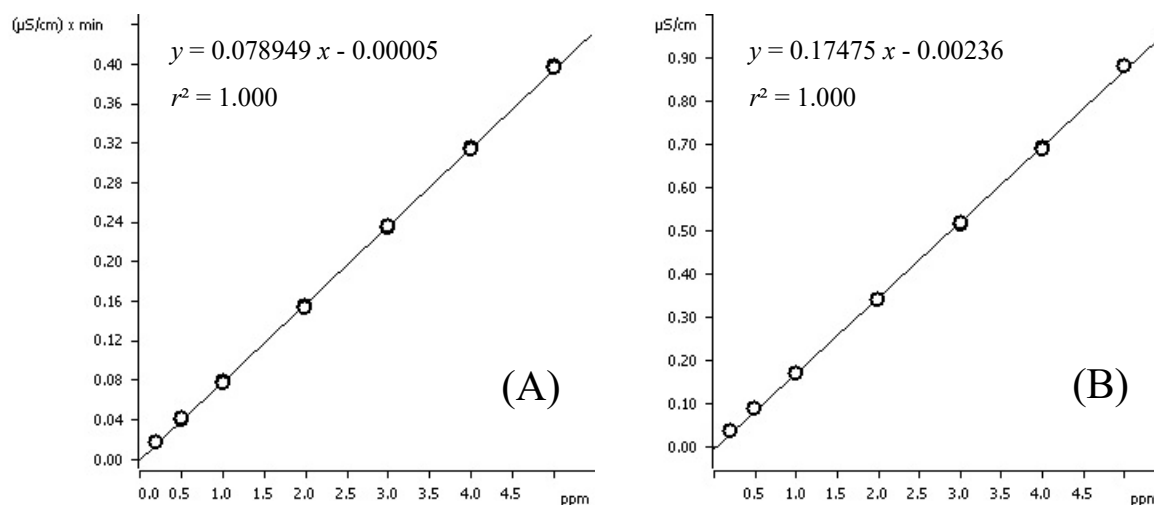 (µS/cm) x min
y = 0.078949 x - 0.00005
r² = 1.000
0.40
0.36
0.32
0.28
0.24
0.20
0.16
0.12
0.08
0.04
0.00
(A)
0.0 0.5 1.0 1.5 2.0 2.5 3.0 3.5 4.0 4.5 ppm
µS/cm
y = 0.17475 x - 0.00236
r² = 1.000
0.90
0.80
0.70
0.60
0.50
0.40
0.30
0.20
0.10
0.00
(B)
0.5 1.0 1.5 2.0 2.5 3.0 3.5 4.0 4.5 ppm